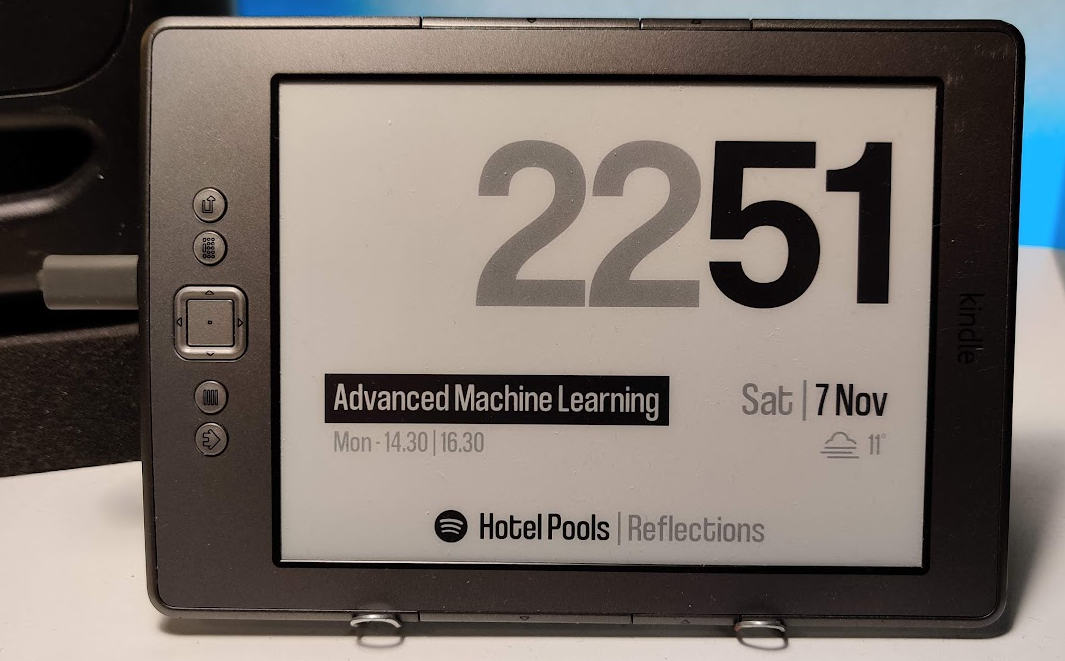 2251
Advanced Machine Learning
Sat | 7 Nov
Mon - 14.30 | 16.30
11°
Hotel Pools | Reflections
kindle